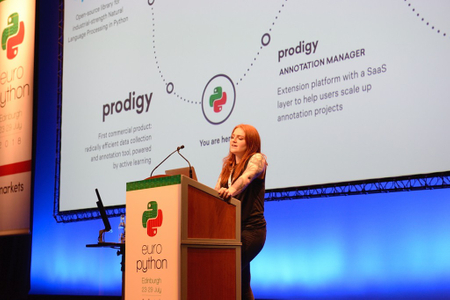 Open-source library for
industrial-strength Natural
Language Processing in Python
prodigy
ANNOTATION MANAGER
Extension platform with a SaaS
layer to help users scale up
annotation projects
prodigy
First commercial product:
radically efficient data collection
and annotation tool, powered
by active learning
You are her
euro
python
Edinburgh
markets
euro
python
Edinburgh